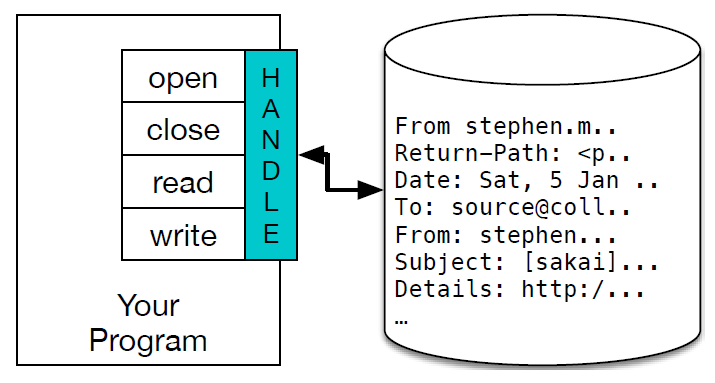 open
close
read
write
HANDLE
Your
Program
From stephen.m..
Return-Path: <p..
Date: Sat, 5 Jan ..
To: source@coll..
From: stephen...
Subject: [sakai]...
Details: http:/...
…